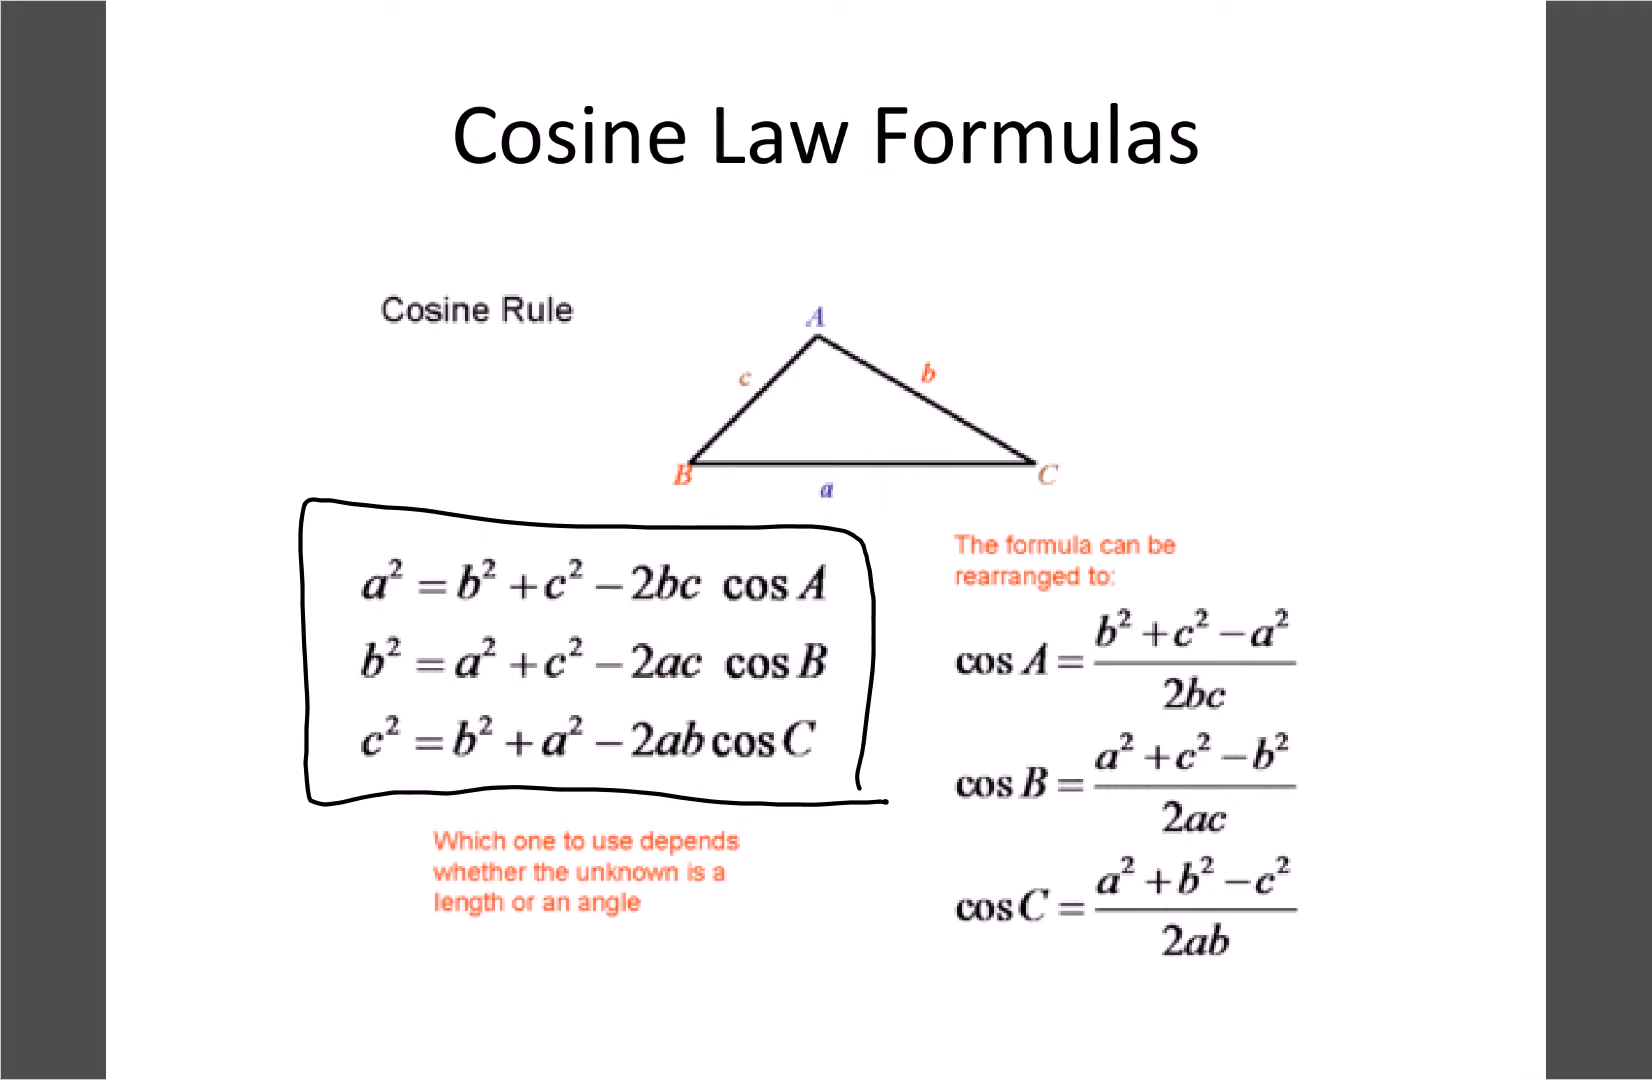 Cosine Law Formulas
Cosine Rule
A
c
b
B
C
a
a² = b² + c² − 2bc cos A
b² = a² + c² − 2ac cos B
c² = b² + a² − 2ab cos C
Which one to use depends
whether the unknown is a
length or an angle
The formula can be
rearranged to:
cos A = (b² + c² − a²) / 2bc
cos B = (a² + c² − b²) / 2ac
cos C = (a² + b² − c²) / 2ab